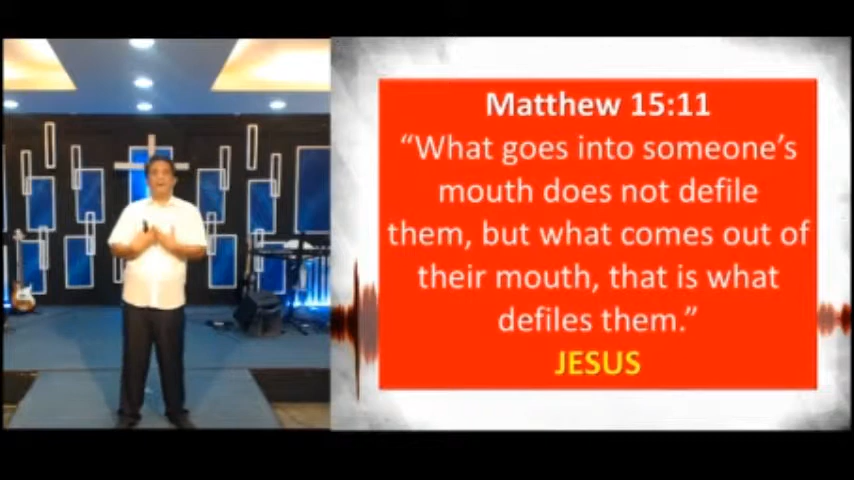 Matthew 15:11
“What goes into someone’s
mouth does not defile
them, but what comes out of
their mouth, that is what
defiles them.”
JESUS